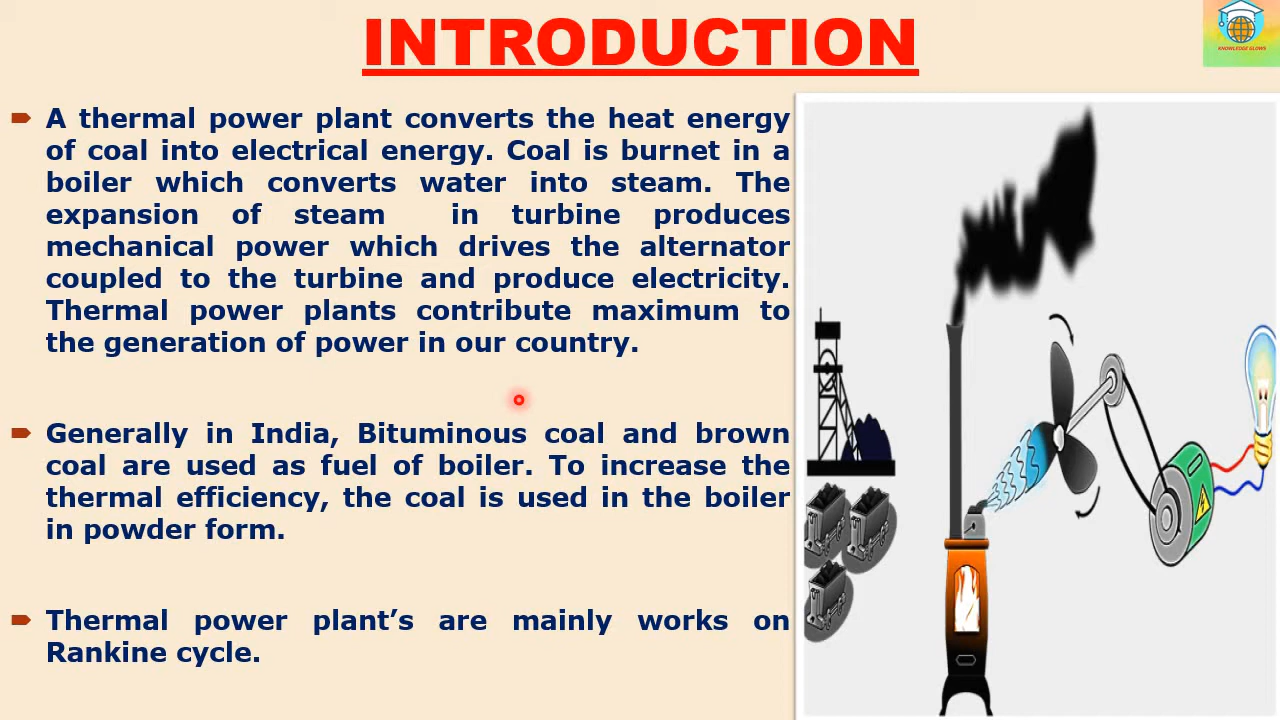 INTRODUCTION
KNOWLEDGE GLOWS
A thermal power plant converts the heat energy
of coal into electrical energy. Coal is burnet in a
boiler which converts water into steam. The
expansion of steam in turbine produces
mechanical power which drives the alternator
coupled to the turbine and produce electricity.
Thermal power plants contribute maximum to
the generation of power in our country.
Generally in India, Bituminous coal and brown
coal are used as fuel of boiler. To increase the
thermal efficiency, the coal is used in the boiler
in powder form.
Thermal power plant’s are mainly works on
Rankine cycle.